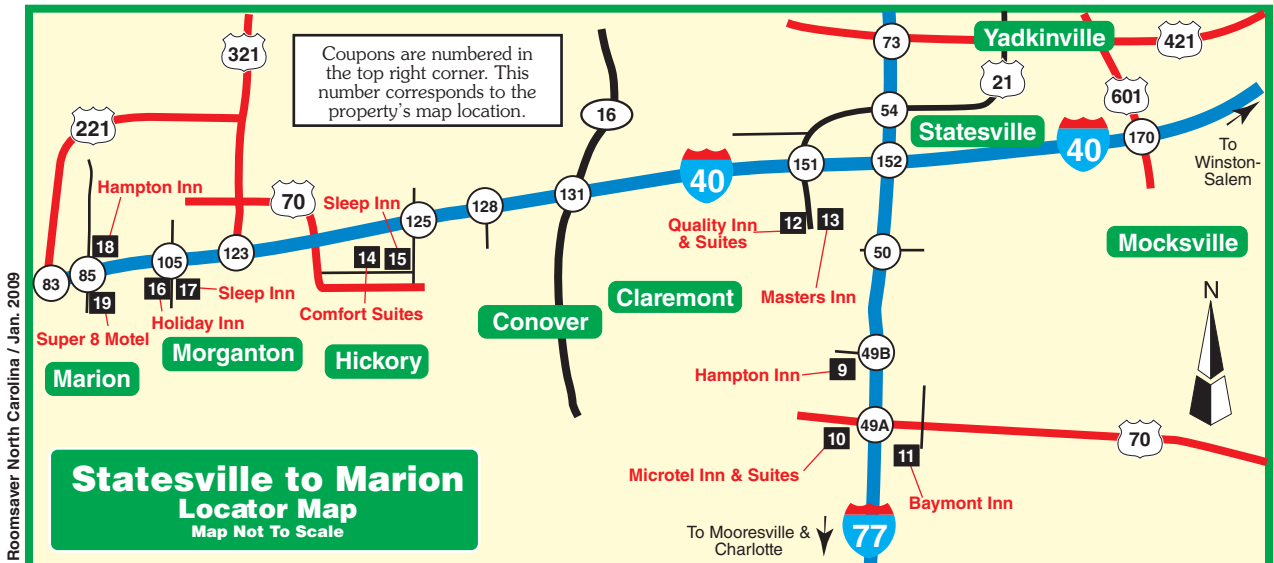 Roomsaver North Carolina / Jan. 2009
321
Coupons are numbered in
the top right corner. This
number corresponds to the
property's map location.
221
Hampton Inn
18
83
85
19
Super 8 Motel
Marion
105
16
17
Sleep Inn
Holiday Inn
Morganton
123
70
Sleep Inn
125
14
15
Comfort Suites
Hickory
128
131
16
Conover
40
Claremont
73
Yadkinville
421
21
54
Statesville
601
40
170
To
Winston-
Salem
151
152
Quality Inn
& Suites
12
13
Masters Inn
Mocksville
50
N
49B
Hampton Inn
9
49A
10
Microtel Inn & Suites
11
Baymont Inn
70
77
To Mooresville &
Charlotte
Statesville to Marion
Locator Map
Map Not To Scale